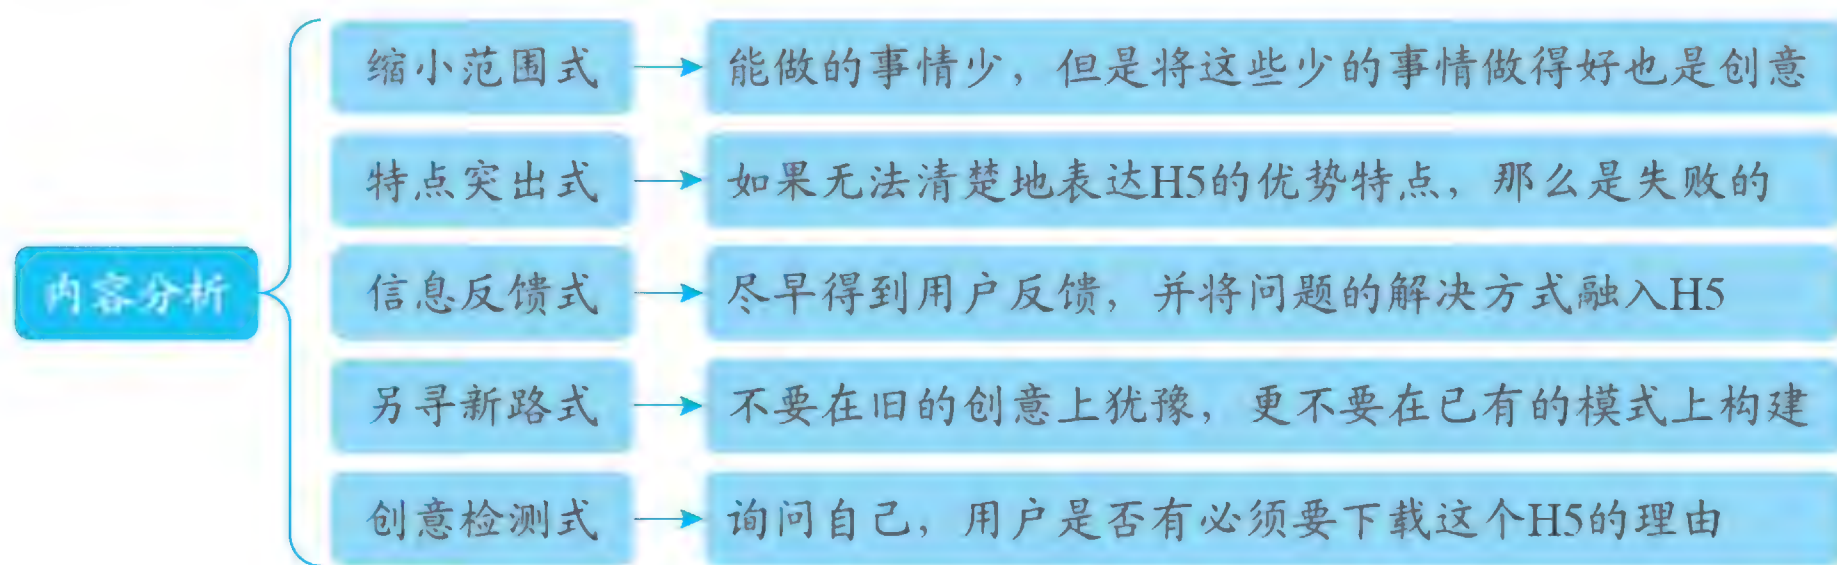 缩小范围式
能做的事情少，但是将这些少的事情做得好也是创意
特点突出式
如果无法清楚地表达H5的优势特点，那么是失败的
内容分析
信息反馈式
尽早得到用户反馈，并将问题的解决方式融入H5
另寻新路式
不要在旧的创意上犹豫，更不要在已有的模式上构建
创意检测式
询问自己，用户是否有必须要下载这个H5的理由